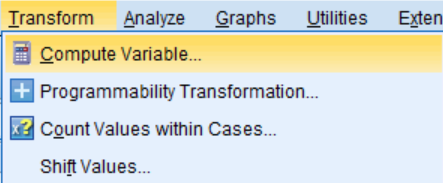 Transform Analyze Graphs Utilities Exten
Compute Variable...
Programmability Transformation...
Count Values within Cases...
Shift Values...